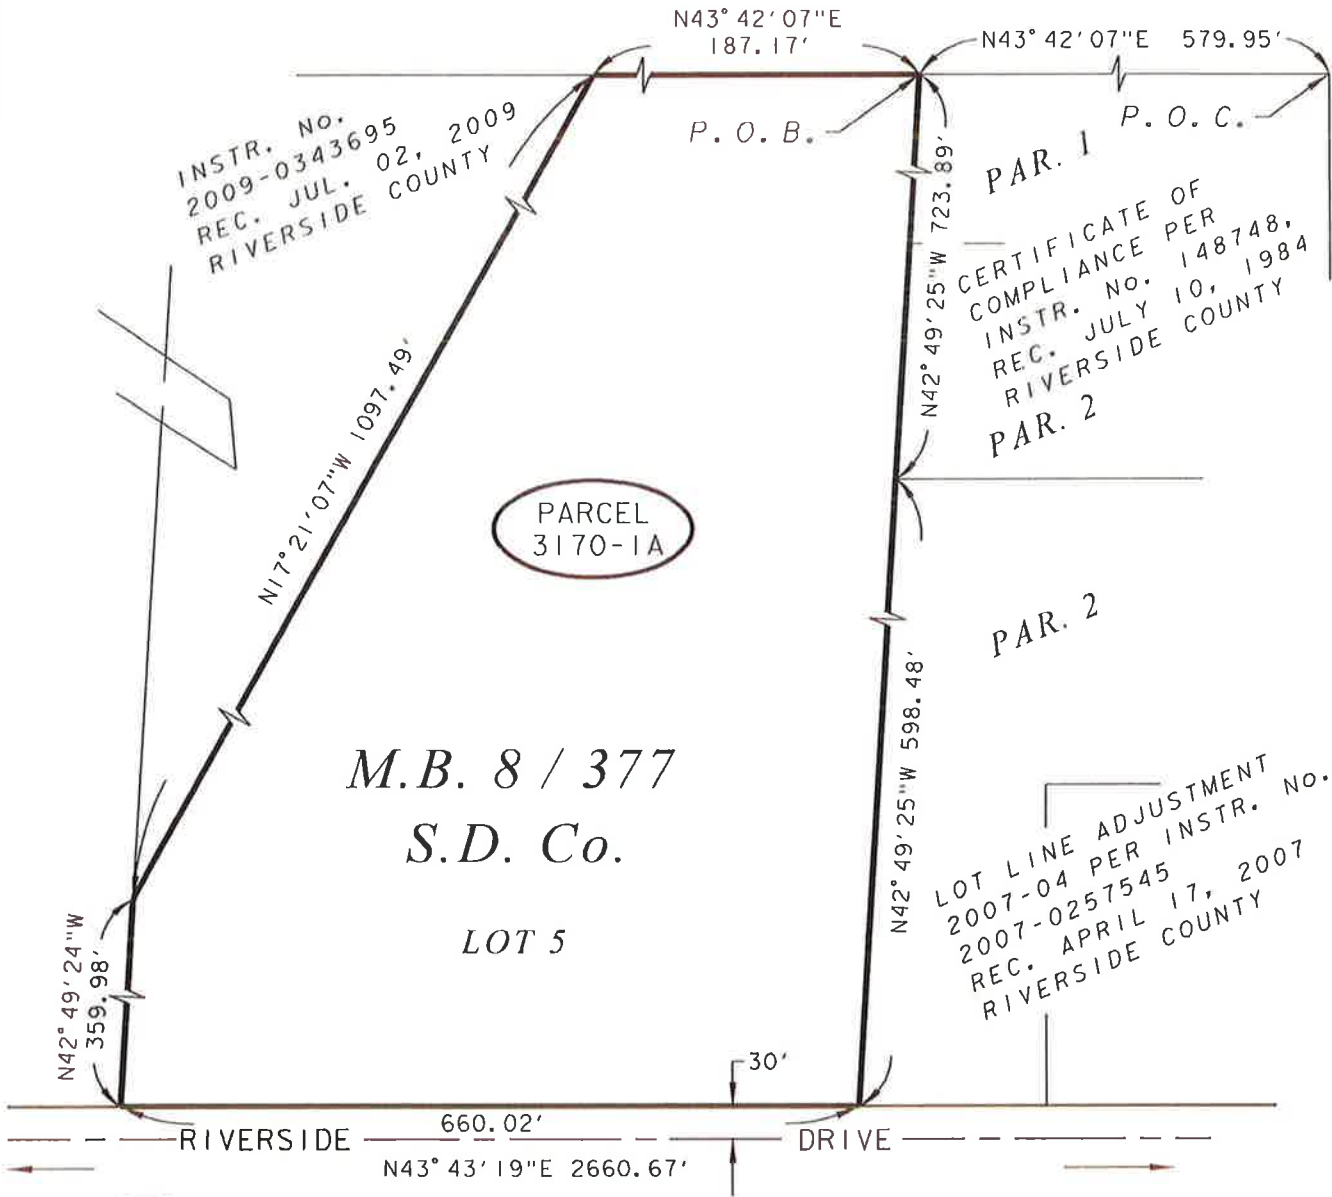 N43°42'07"E
187.17'
N43°42'07"E 579.95'
P.O.B.
P.O.C.
INSTR. No.
2009-0343695
REC. JUL. 02, 2009
RIVERSIDE COUNTY
N42°49'25"W 723.89'
PAR. 1
CERTIFICATE OF
COMPLIANCE PER
INSTR. NO. 148748,
REC. JULY 10, 1984
RIVERSIDE COUNTY
PAR. 2
N17°21'07"W 1097.49'
PARCEL
3170-1A
PAR. 2
N42°49'25"W 598.48'
M.B. 8 / 377
S.D. Co.
LOT 5
LOT LINE ADJUSTMENT
2007-04 PER INSTR. No.
2007-0257545
REC. APRIL 17, 2007
RIVERSIDE COUNTY
N42°49'24"W
359.98'
30'
660.02'
RIVERSIDE DRIVE
N43°43'19"E 2660.67'